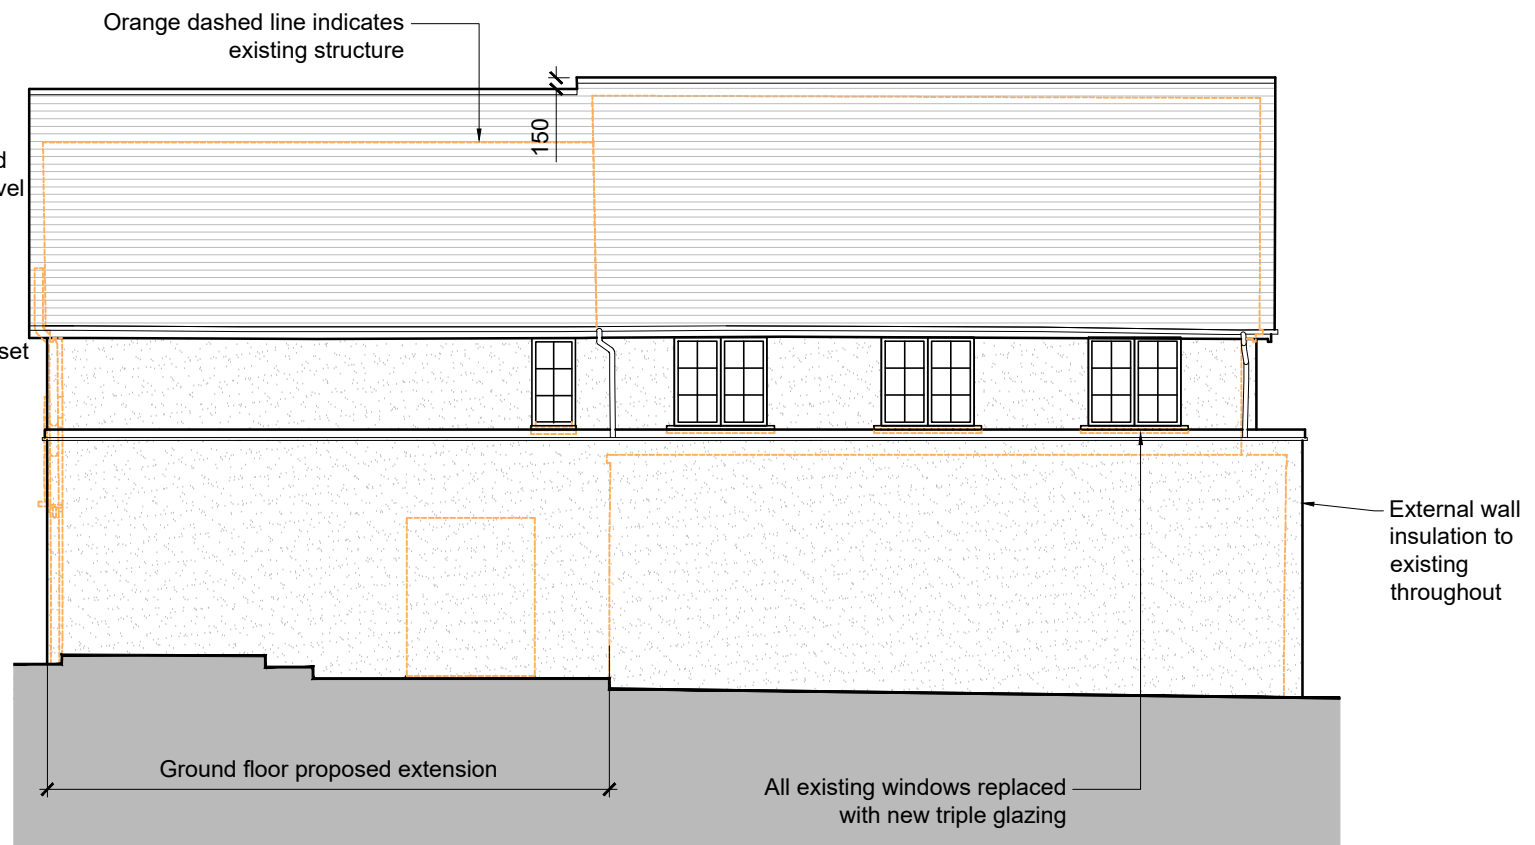 Orange dashed line indicates
existing structure
150
set
External wall
insulation to
existing
throughout
Ground floor proposed extension
All existing windows replaced
with new triple glazing